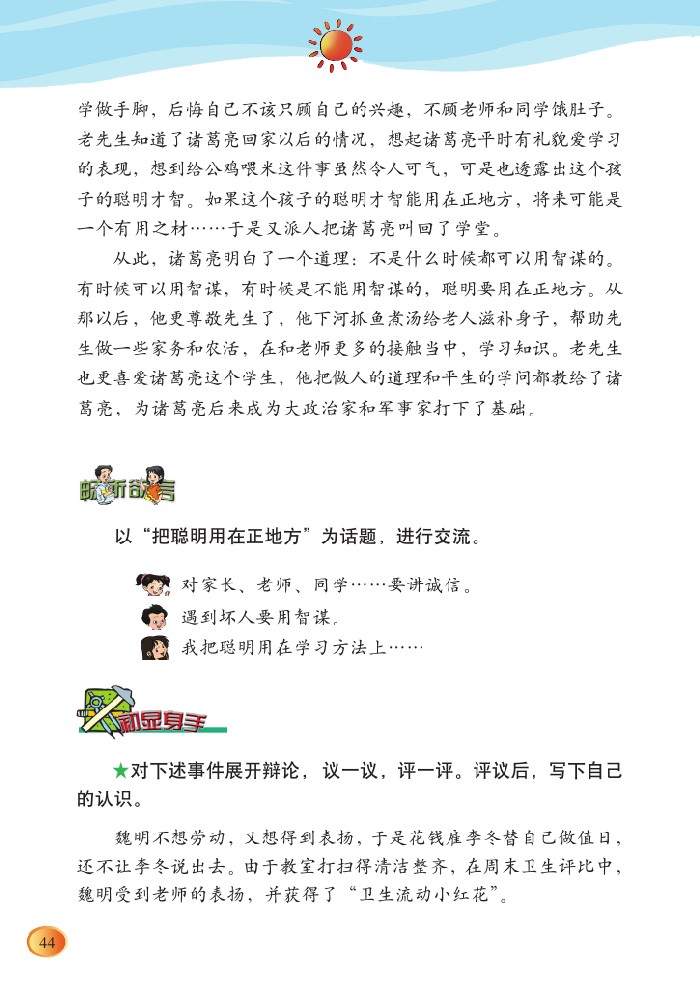 学做手脚，后悔自己不该只顾自己的兴趣，不顾老师和同学饿肚子。
老先生知道了诸葛亮回家以后的情况，想起诸葛亮平时有礼貌爱学习
的表现，想到给公鸡喂米这件事虽然令人可气，可是也透露出这个孩
子的聪明才智。如果这个孩子的聪明才智能用在正地方，将来可能是
一个有用之材……于是又派人把诸葛亮叫回了学堂。
从此，诸葛亮明白了一个道理：不是什么时候都可以用智谋的。
有时候可以用智谋，有时候是不能用智谋的，聪明要用在正地方。从
那以后，他更尊敬先生了，他下河抓鱼煮汤给老人滋补身子，帮助先
生做一些家务和农活，在和老师更多的接触当中，学习知识。老先生
也更喜爱诸葛亮这个学生，他把做人的道理和平生的学问都教给了诸
葛亮，为诸葛亮后来成为大政治家和军事家打下了基础。
畅所欲言
以“把聪明用在正地方”为话题，进行交流。
对家长、老师、同学……要讲诚信。
遇到坏人要用智谋。
我把聪明用在学习方法上……
初显身手
★对下述事件展开辩论，议一议，评一评。评议后，写下自己
的认识。
魏明不想劳动，又想得到表扬，于是花钱雇李冬替自己做值日，
还不让李冬说出去。由于教室打扫得清洁整齐，在周末卫生评比中，
魏明受到老师的表扬，并获得了“卫生流动小红花”。
44